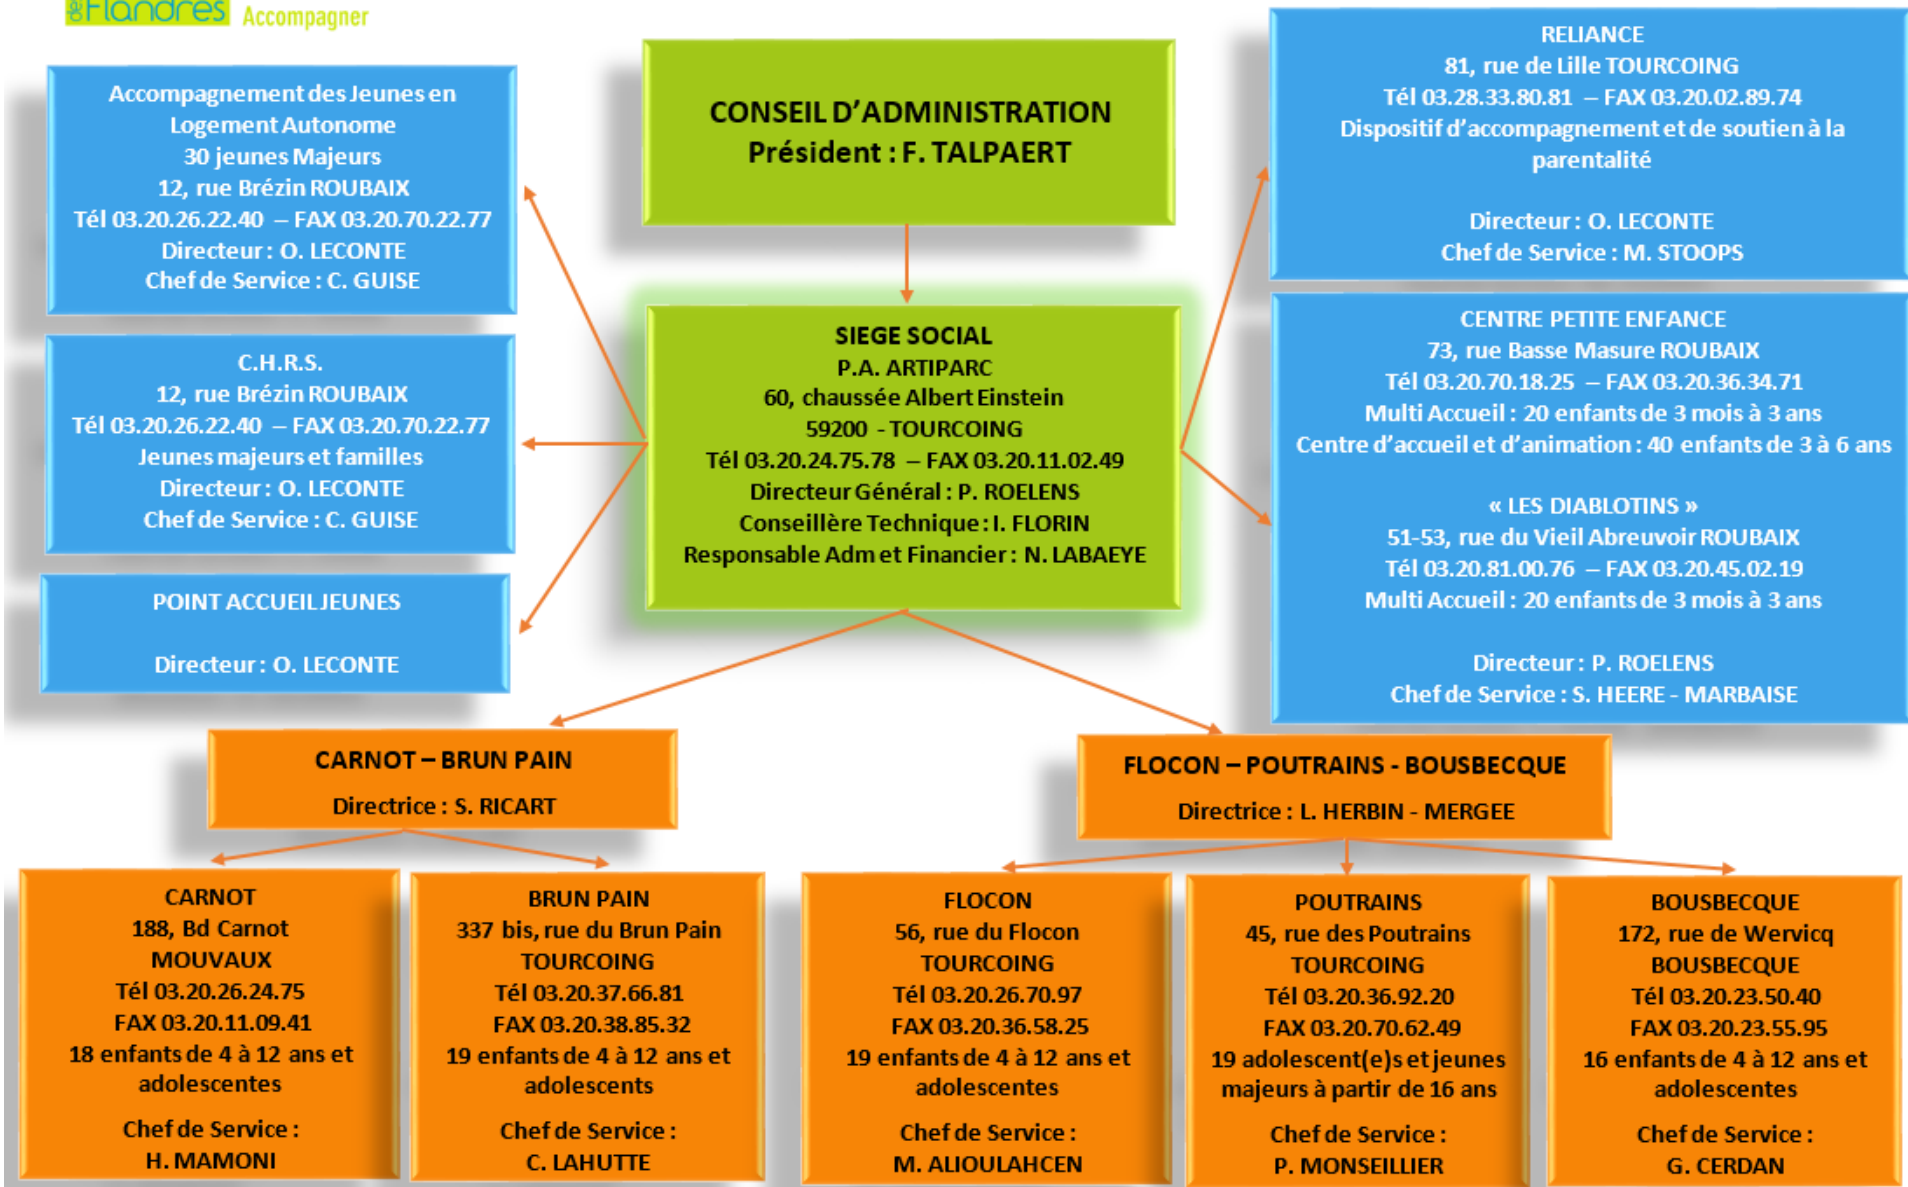 des Flandres
Accompagner
Accompagnement des Jeunes en
Logement Autonome
30 jeunes Majeurs
12, rue Brézin ROUBAIX
Tél 03.20.26.22.40 – FAX 03.20.70.22.77
Directeur : O. LECONTE
Chef de Service : C. GUISE
C.H.R.S.
12, rue Brézin ROUBAIX
Tél 03.20.26.22.40 – FAX 03.20.70.22.77
Jeunes majeurs et familles
Directeur : O. LECONTE
Chef de Service : C. GUISE
POINT ACCUEIL JEUNES
Directeur : O. LECONTE
CONSEIL D’ADMINISTRATION
Président : F. TALPAERT
SIEGE SOCIAL
P.A. ARTIPARC
60, chaussée Albert Einstein
59200 - TOURCOING
Tél 03.20.24.75.78 – FAX 03.20.11.02.49
Directeur Général : P. ROELENS
Conseillère Technique : I. FLORIN
Responsable Adm et Financier : N. LABAEYE
RELIANCE
81, rue de Lille TOURCOING
Tél 03.28.33.80.81 – FAX 03.20.02.89.74
Dispositif d’accompagnement et de soutien à la
parentalité
Directeur : O. LECONTE
Chef de Service : M. STOOPS
CENTRE PETITE ENFANCE
73, rue Basse Masure ROUBAIX
Tél 03.20.70.18.25 – FAX 03.20.36.34.71
Multi Accueil : 20 enfants de 3 mois à 3 ans
Centre d’accueil et d’animation : 40 enfants de 3 à 6 ans
« LES DIABLOTINS »
51-53, rue du Vieil Abreuvoir ROUBAIX
Tél 03.20.81.00.76 – FAX 03.20.45.02.19
Multi Accueil : 20 enfants de 3 mois à 3 ans
Directeur : P. ROELENS
Chef de Service : S. HEERE - MARBAISE
CARNOT – BRUN PAIN
Directrice : S. RICART
FLOCON – POUTRAINS - BOUSBECQUE
Directrice : L. HERBIN - MERGEE
CARNOT
188, Bd Carnot
MOUVAUX
Tél 03.20.26.24.75
FAX 03.20.11.09.41
18 enfants de 4 à 12 ans et
adolescentes
Chef de Service :
H. MAMONI
BRUN PAIN
337 bis, rue du Brun Pain
TOURCOING
Tél 03.20.37.66.81
FAX 03.20.38.85.32
19 enfants de 4 à 12 ans et
adolescents
Chef de Service :
C. LAHUTTE
FLOCON
56, rue du Flocon
TOURCOING
Tél 03.20.26.70.97
FAX 03.20.36.58.25
19 enfants de 4 à 12 ans et
adolescentes
Chef de Service :
M. ALIOULAHCEN
POUTRAINS
45, rue des Poutrains
TOURCOING
Tél 03.20.36.92.20
FAX 03.20.70.62.49
19 adolescent(e)s et jeunes
majeurs à partir de 16 ans
Chef de Service :
P. MONSEILLIER
BOUSBECQUE
172, rue de Wervicq
BOUSBECQUE
Tél 03.20.23.50.40
FAX 03.20.23.55.95
16 enfants de 4 à 12 ans et
adolescentes
Chef de Service :
G. CERDAN